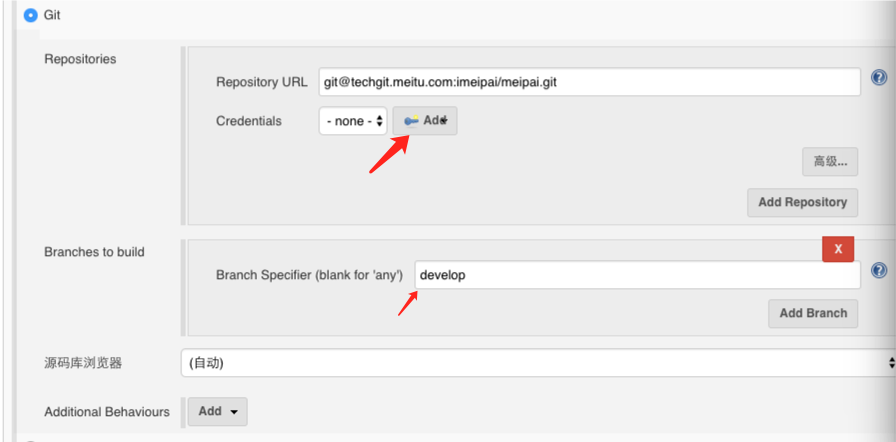 Git
Repositories
Repository URL git@techgit.meitu.com:imeipai/meipai.git
Credentials - none - Add
高级...
Add Repository
Branches to build
X
Branch Specifier (blank for 'any') develop
Add Branch
源码库浏览器 (自动)
Additional Behaviours Add